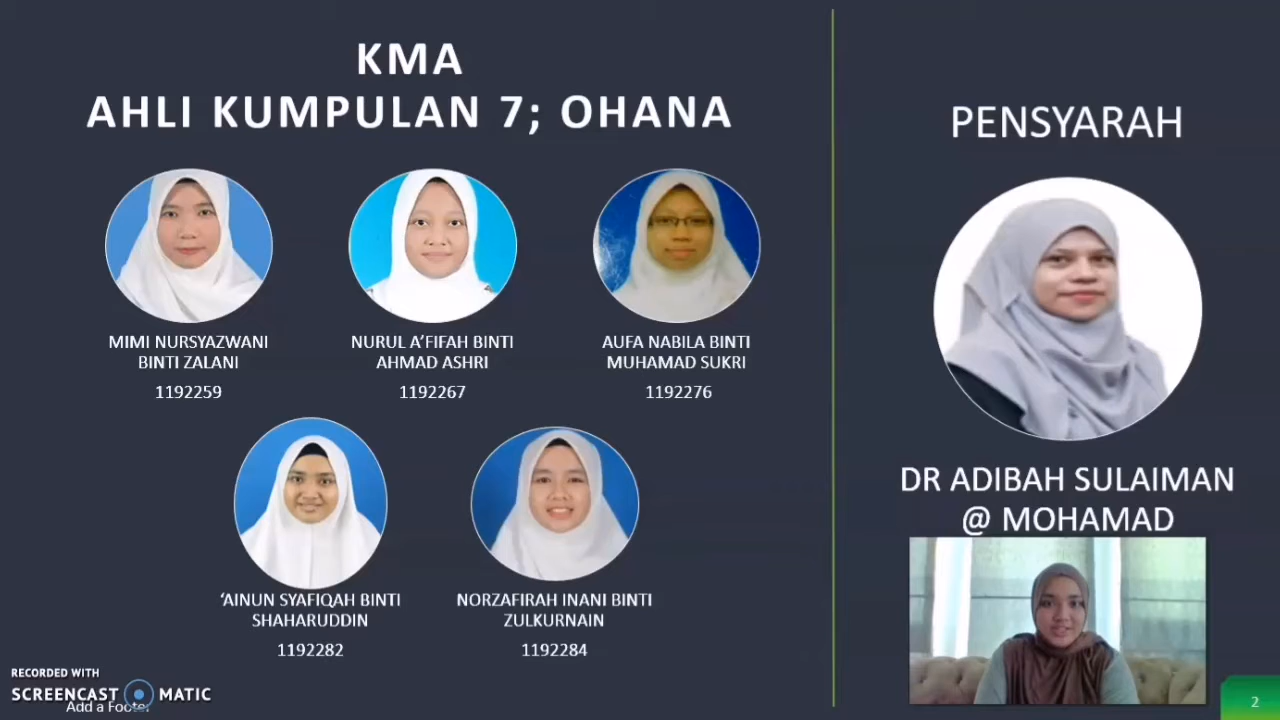 KMA
AHLI KUMPULAN 7; OHANA
MIMI NURSYAZWANI
BINTI ZALANI
1192259
NURUL A’FIFAH BINTI
AHMAD ASHRI
1192267
AUFA NABILA BINTI
MUHAMAD SUKRI
1192276
‘AINUN SYAFIQAH BINTI
SHAHARUDDIN
1192282
NORZAFIRAH INANI BINTI
ZULKURNAIN
1192284
PENSYARAH
DR ADIBAH SULAIMAN
@ MOHAMAD
RECORDED WITH
SCREENCAST MATIC
Add a Footer
2